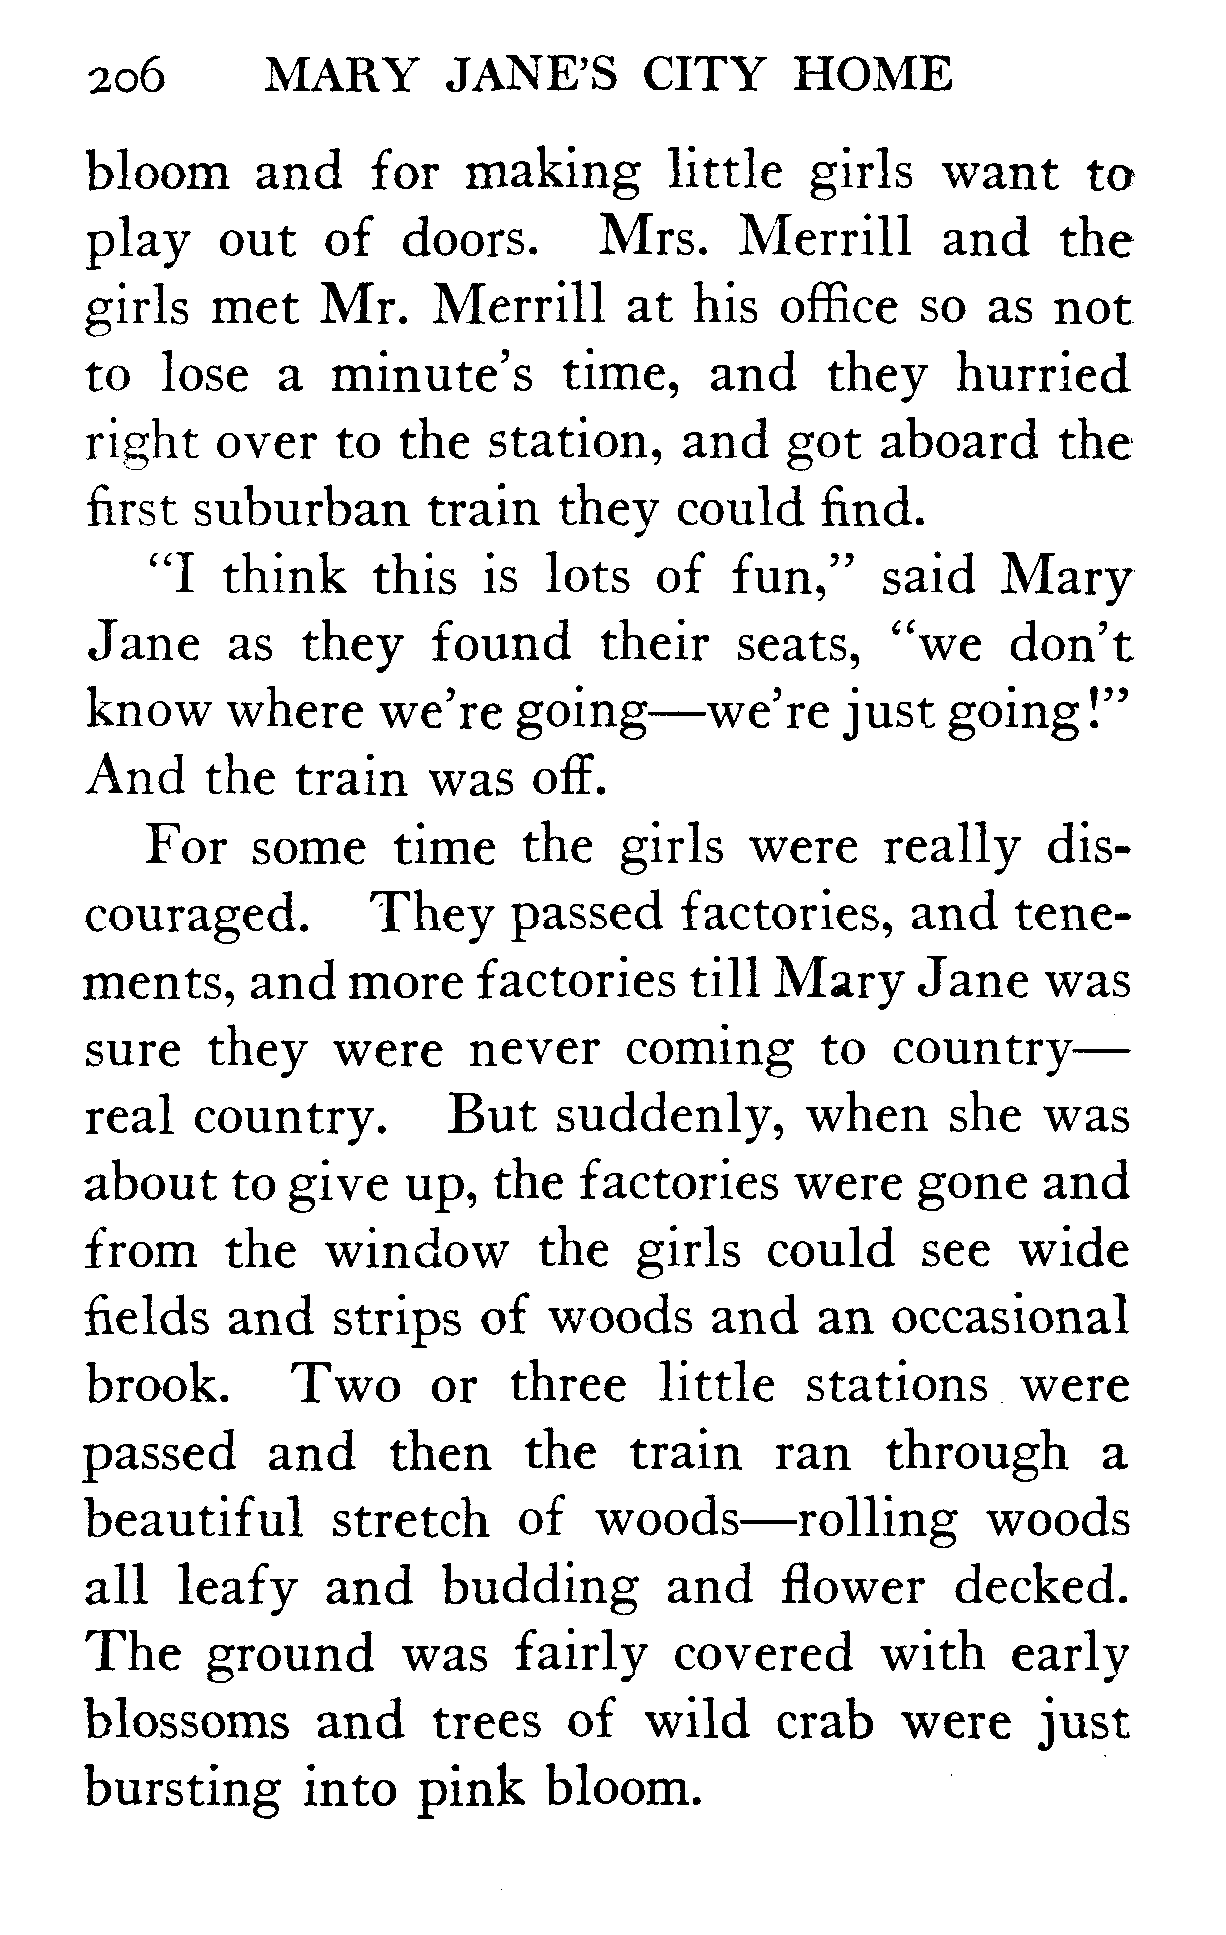 206 MARY JANE'S CITY HOME
bloom and for making little girls want to
play out of doors. Mrs. Merrill and the
girls met Mr. Merrill at his office so as not
to lose a minute's time, and they hurried
right over to the station, and got aboard the
first suburban train they could find.
"I think this is lots of fun," said Mary
Jane as they found their seats, "we don't
know where we're going—we're just going!"
And the train was off.
For some time the girls were really dis-
couraged. They passed factories, and tene-
ments, and more factories till Mary Jane was
sure they were never coming to country—
real country. But suddenly, when she was
about to give up, the factories were gone and
from the window the girls could see wide
fields and strips of woods and an occasional
brook. Two or three little stations were
passed and then the train ran through a
beautiful stretch of woods—rolling woods
all leafy and budding and flower decked.
The ground was fairly covered with early
blossoms and trees of wild crab were just
bursting into pink bloom.